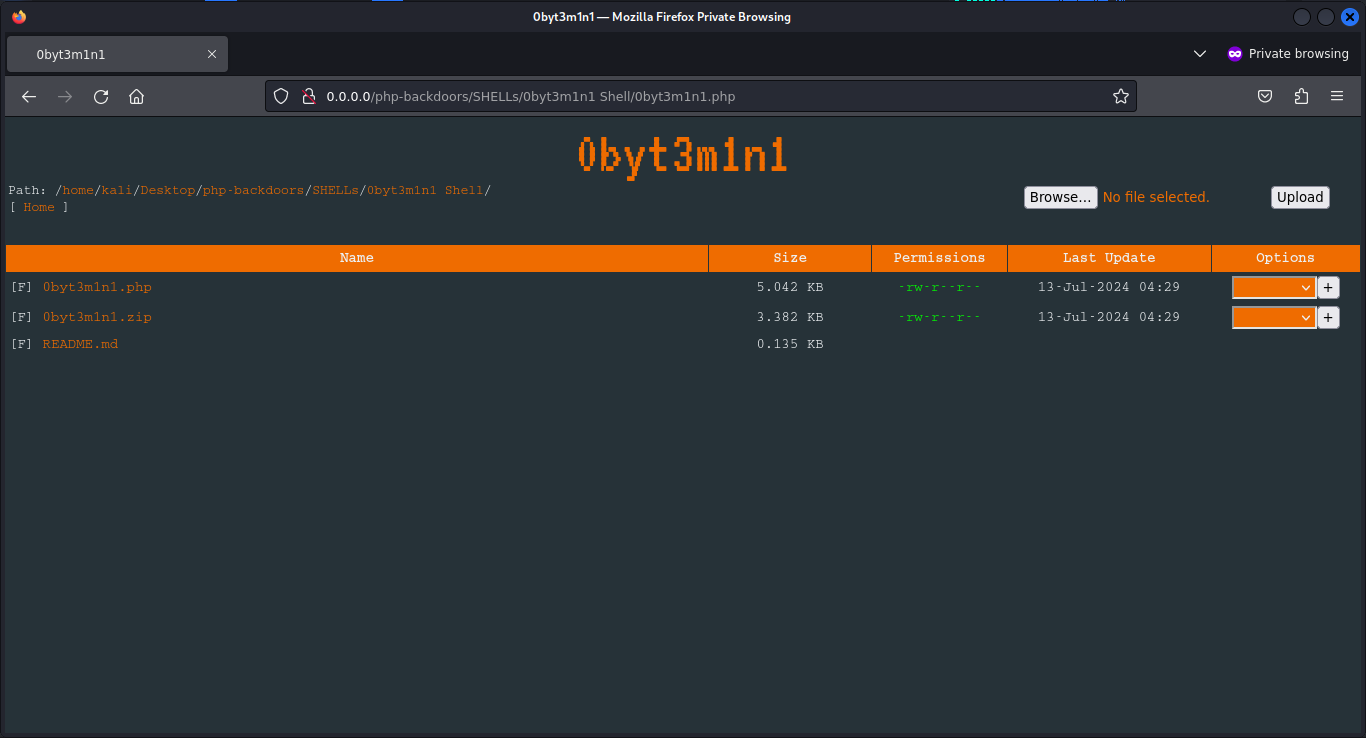 0byt3m1n1 — Mozilla Firefox Private Browsing
0byt3m1n1
Private browsing
0.0.0.0/php-backdoors/SHELLs/0byt3m1n1 Shell/0byt3m1n1.php
0byt3m1n1
Path: /home/kali/Desktop/php-backdoors/SHELLs/0byt3m1n1 Shell/
[ Home ]
Browse... No file selected. Upload
Name Size Permissions Last Update Options
[F] 0byt3m1n1.php 5.042 KB -rw-r--r-- 13-Jul-2024 04:29 +
[F] 0byt3m1n1.zip 3.382 KB -rw-r--r-- 13-Jul-2024 04:29 +
[F] README.md 0.135 KB